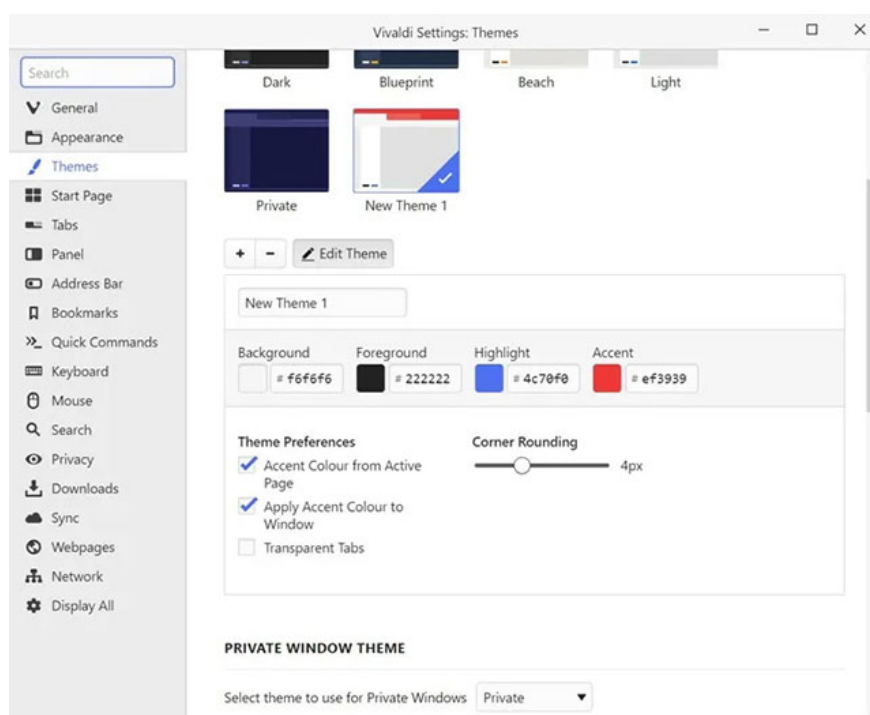 Vivaldi Settings: Themes
Search
General
Appearance
Themes
Start Page
Tabs
Panel
Address Bar
Bookmarks
Quick Commands
Keyboard
Mouse
Search
Privacy
Downloads
Sync
Webpages
Network
Display All
Dark Blueprint Beach Light
Private New Theme 1
+ - Edit Theme
New Theme 1
Background Foreground Highlight Accent
# f6f6f6 # 222222 # 4c70f0 # ef3939
Theme Preferences
Accent Colour from Active
Page
Apply Accent Colour to
Window
Transparent Tabs
Corner Rounding
4px
PRIVATE WINDOW THEME
Select theme to use for Private Windows Private